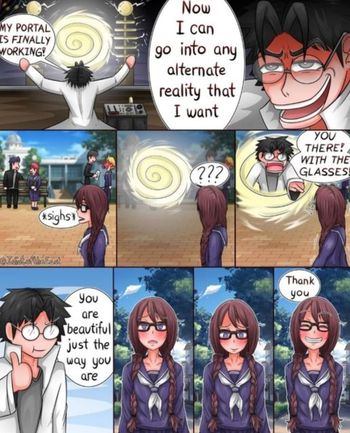 MY PORTAL
IS FINALLY
WORKING!
Now
I can
go into any
alternate
reality that
I want
*sighs*
???
YOU
THERE!
WITH THE
GLASSES!
You
are
beautiful
just the
way you
are
Thank
you